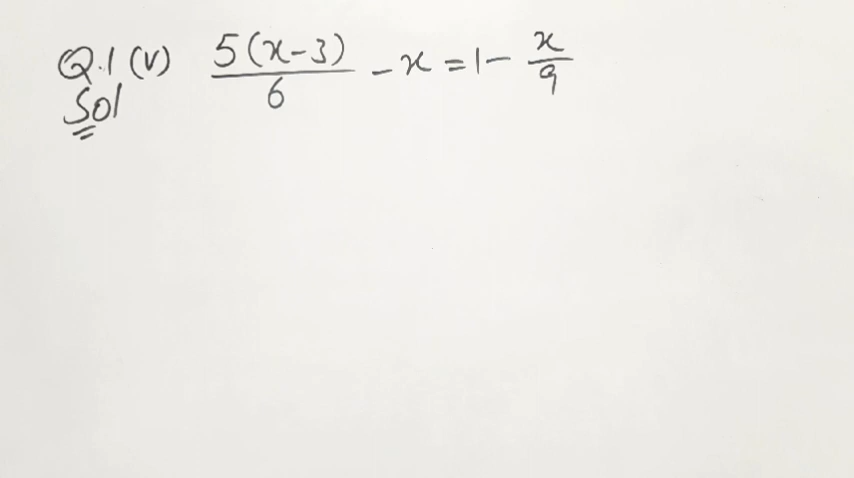 Q.1 (v) 5(x-3)/6 - x = 1 - x/9
Sol